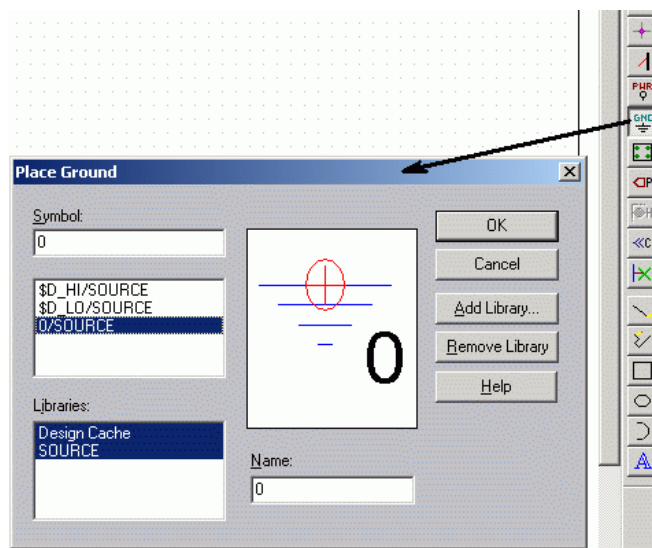 PWR
GND
Place Ground
Symbol:
0
OK
Cancel
$D_HI/SOURCE
$D_LO/SOURCE
0/SOURCE
Add Library...
Remove Library
Help
0
Libraries:
Design Cache
SOURCE
Name:
0
P
H
«C
A